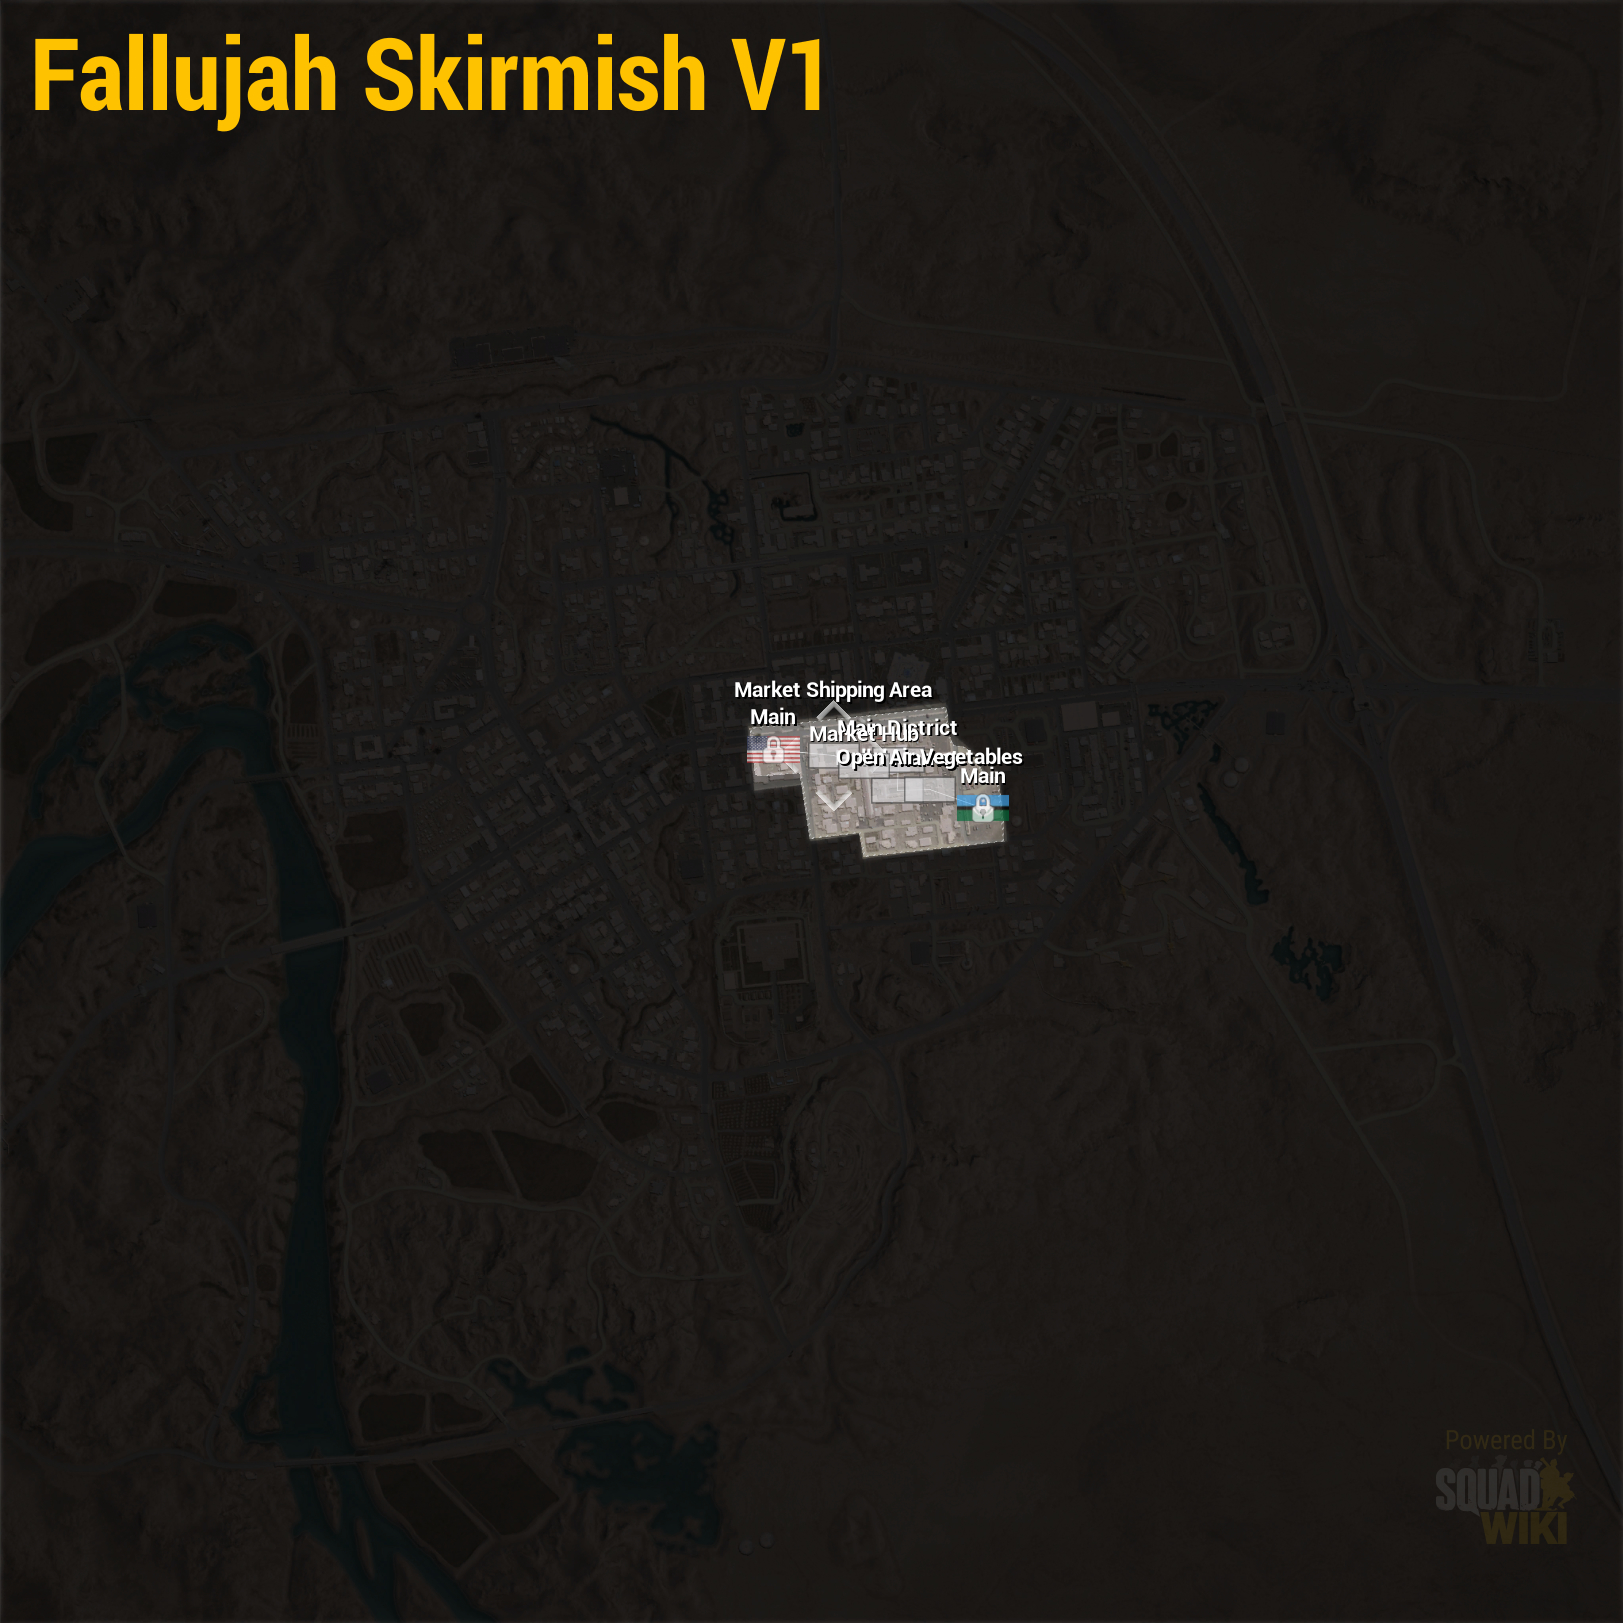 Fallujah Skirmish V1
Market Shipping Area
Main
Main District
Market Hub
Open Air
Vegetables
Main
Powered By
SQUAD
WIKI